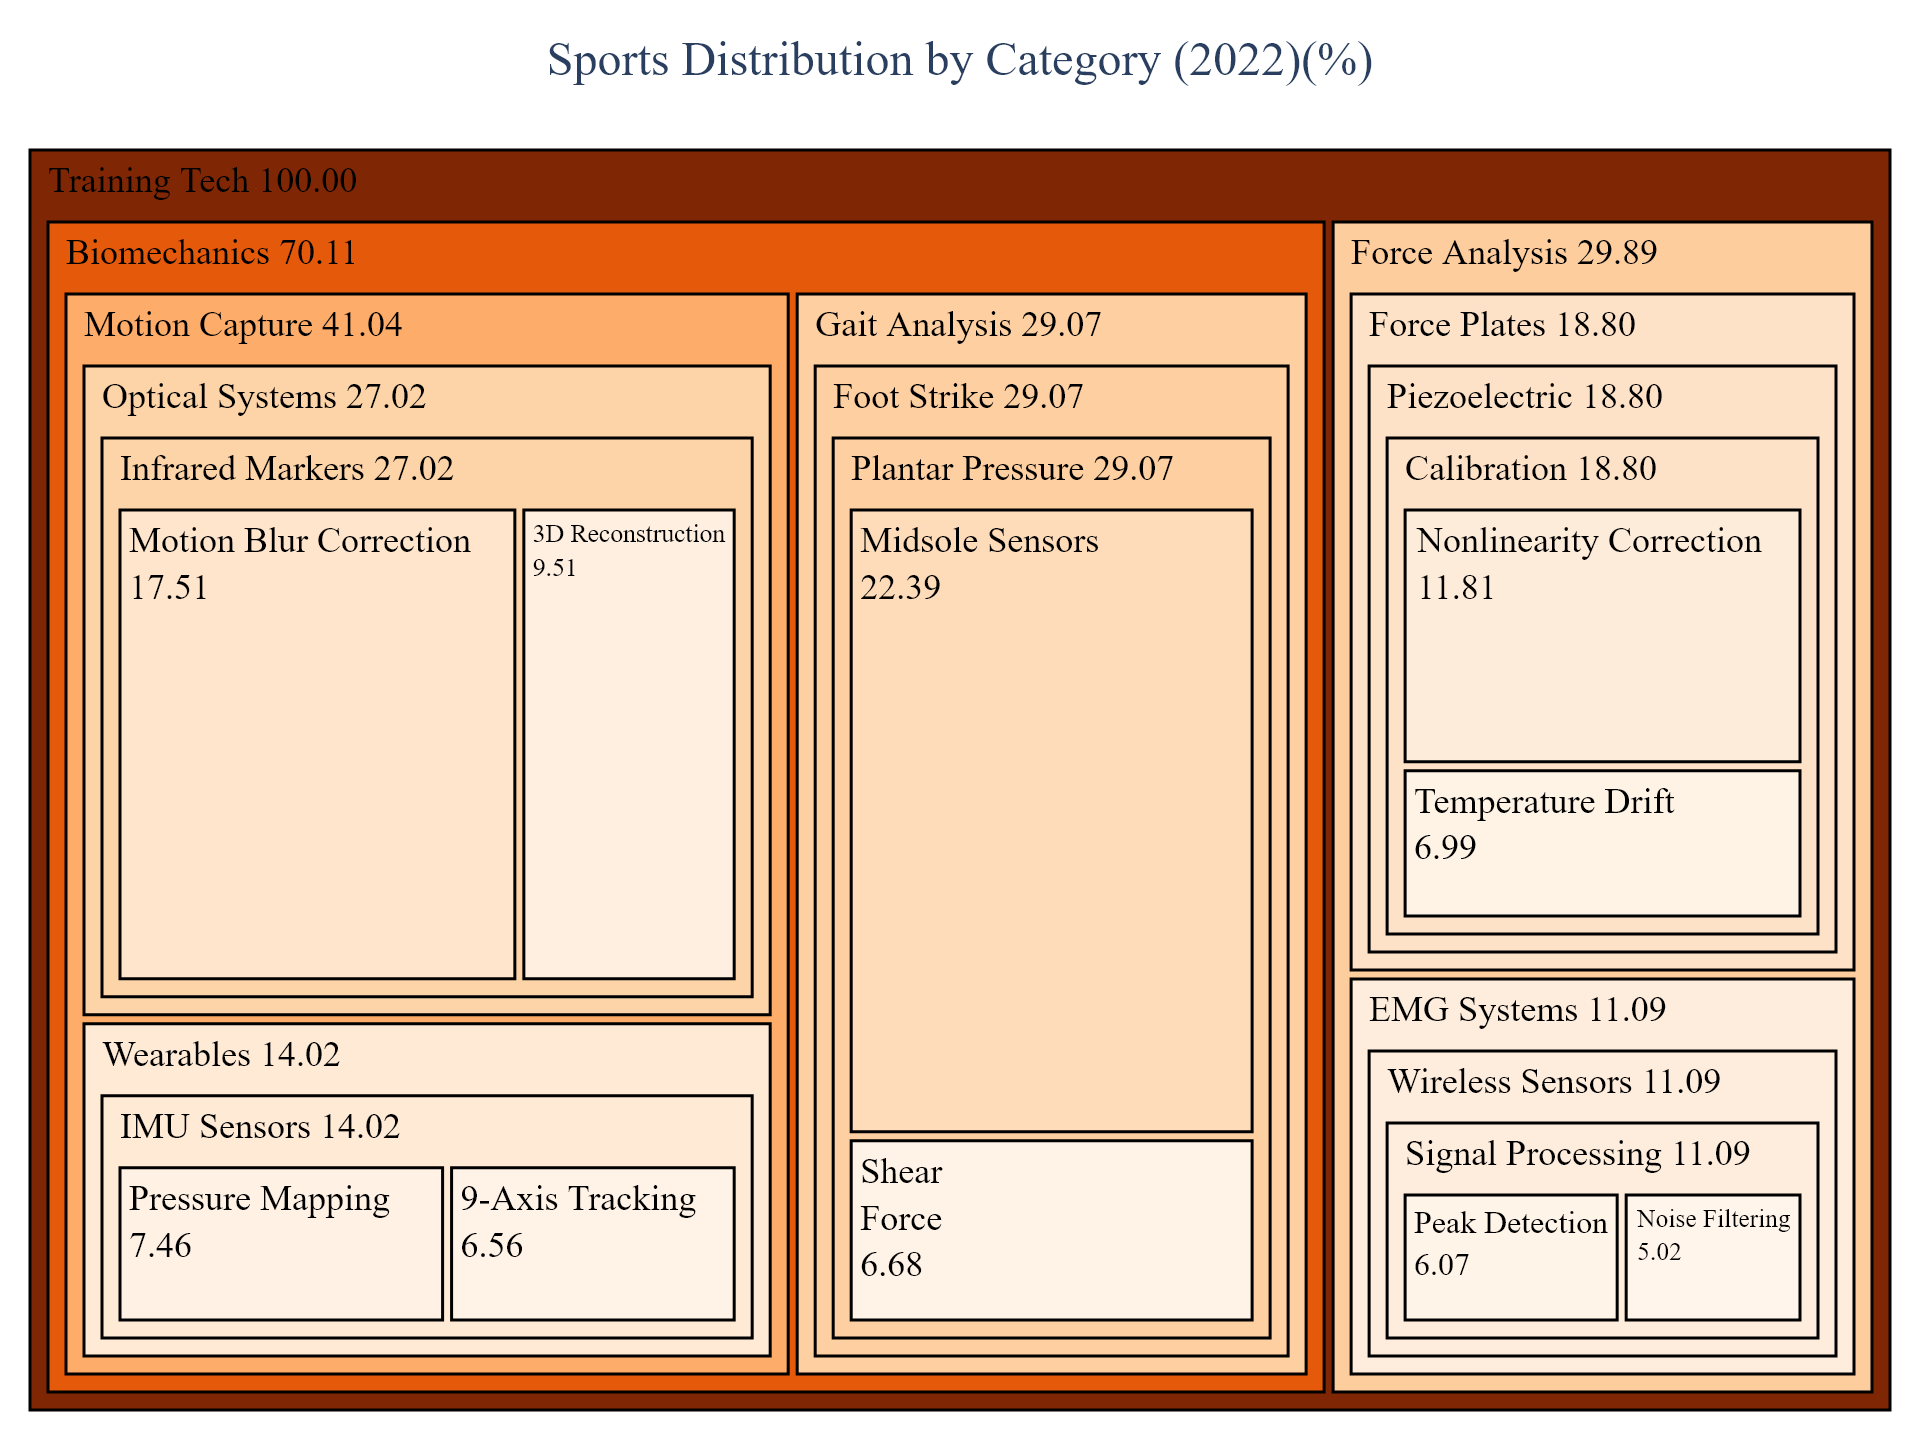 Sports Distribution by Category (2022)(%)
Training Tech 100.00
Biomechanics 70.11
Motion Capture 41.04
Optical Systems 27.02
Infrared Markers 27.02
Motion Blur Correction
17.51
3D Reconstruction
9.51
Wearables 14.02
IMU Sensors 14.02
Pressure Mapping
7.46
9-Axis Tracking
6.56
Gait Analysis 29.07
Foot Strike 29.07
Plantar Pressure 29.07
Midsole Sensors
22.39
Shear
Force
6.68
Force Analysis 29.89
Force Plates 18.80
Piezoelectric 18.80
Calibration 18.80
Nonlinearity Correction
11.81
Temperature Drift
6.99
EMG Systems 11.09
Wireless Sensors 11.09
Signal Processing 11.09
Peak Detection
6.07
Noise Filtering
5.02